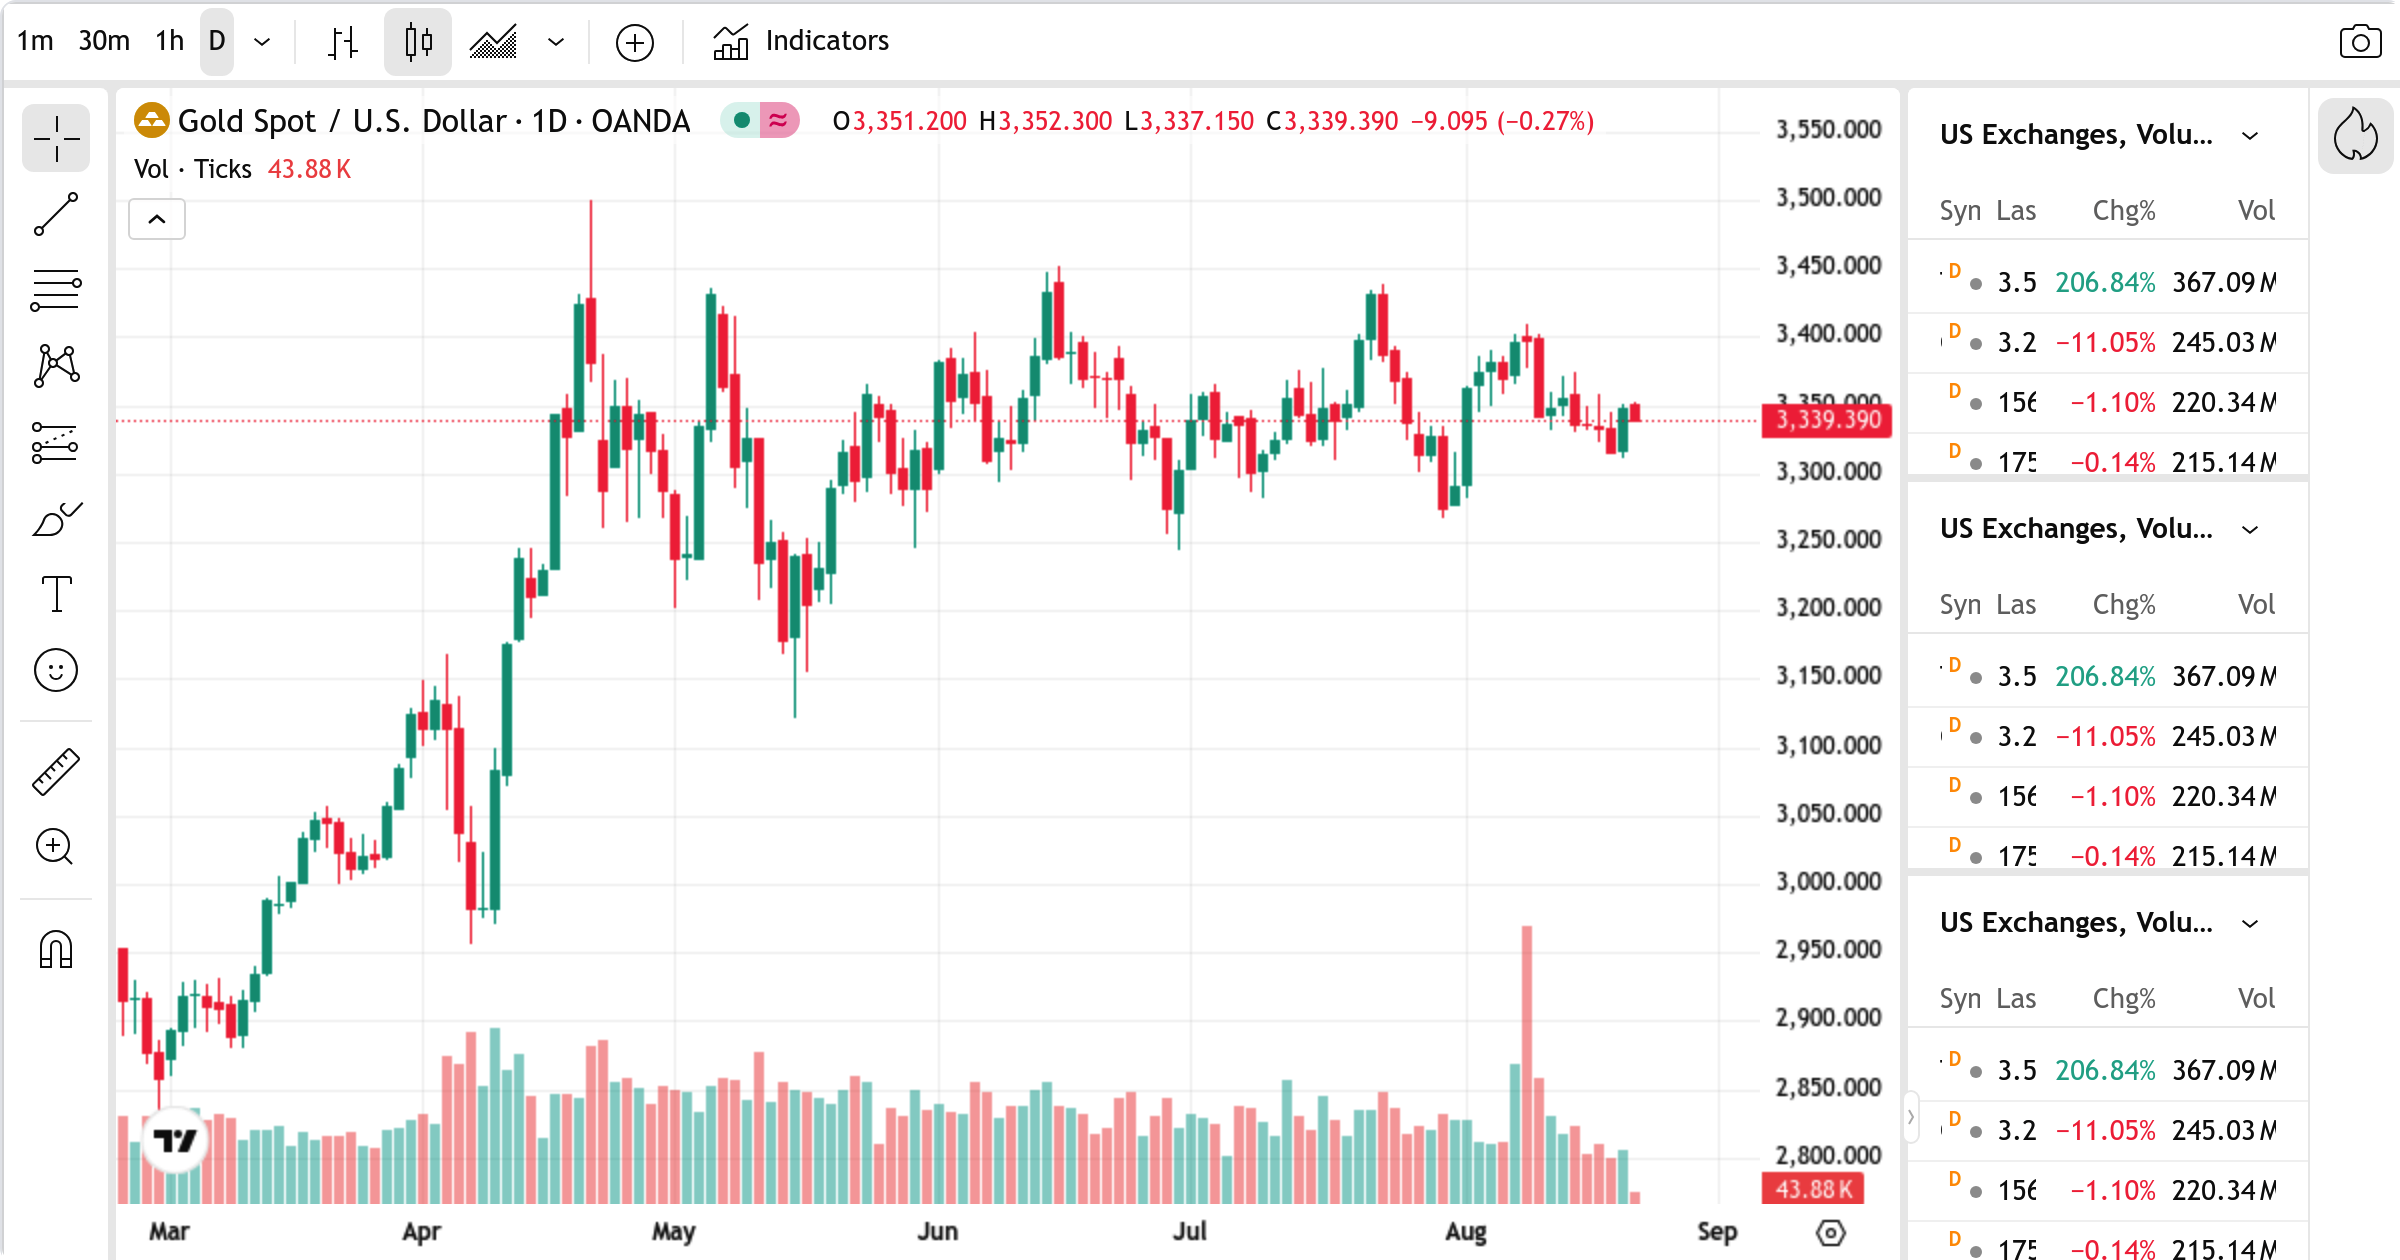 1m 30m 1h D Indicators
Gold Spot / U.S. Dollar · 1D · OANDA O3,351.200 H3,352.300 L3,337.150 C3,339.390 −9.095 (−0.27%)
Vol · Ticks 43.88 K
3,550.000
3,500.000
3,450.000
3,400.000
3,350.000
3,339.390
3,300.000
3,250.000
3,200.000
3,150.000
3,100.000
3,050.000
3,000.000
2,950.000
2,900.000
2,850.000
2,800.000
43.88 K
Mar Apr May Jun Jul Aug Sep
US Exchanges, Volu...
Syn Las Chg% Vol
D 3.5 206.84% 367.09 M
D 3.2 −11.05% 245.03 M
D 156 −1.10% 220.34 M
D 175 −0.14% 215.14 M
US Exchanges, Volu...
Syn Las Chg% Vol
D 3.5 206.84% 367.09 M
D 3.2 −11.05% 245.03 M
D 156 −1.10% 220.34 M
D 175 −0.14% 215.14 M
US Exchanges, Volu...
Syn Las Chg% Vol
D 3.5 206.84% 367.09 M
D 3.2 −11.05% 245.03 M
D 156 −1.10% 220.34 M
D 175 −0.14% 215.14 M